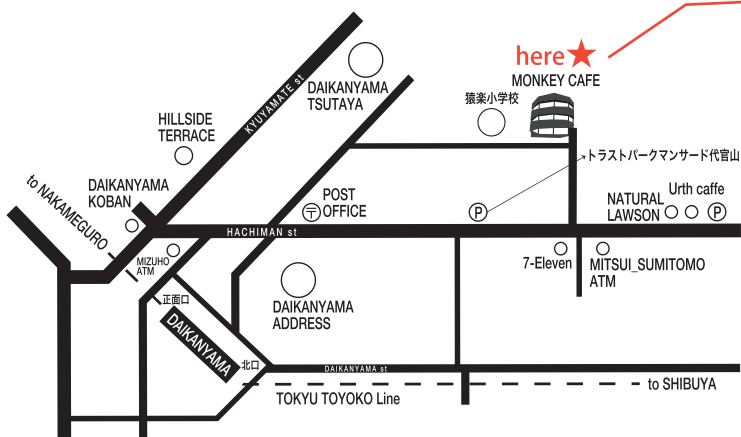 here★
MONKEY CAFE
DAIKANYAMA
TSUTAYA
KYUYAMATE st
猿楽小学校
HILLSIDE
TERRACE
トラストパークマンサード代官山
to NAKAMEGURO
DAIKANYAMA
KOBAN
POST
OFFICE
〒
P
NATURAL
LAWSON
Urth caffe
P
HACHIMAN st
MIZUHO
ATM
7-Eleven
MITSUI_SUMITOMO
ATM
正面口
DAIKANYAMA
ADDRESS
DAIKANYAMA
北口
DAIKANYAMA st
TOKYU TOYOKO Line
to SHIBUYA